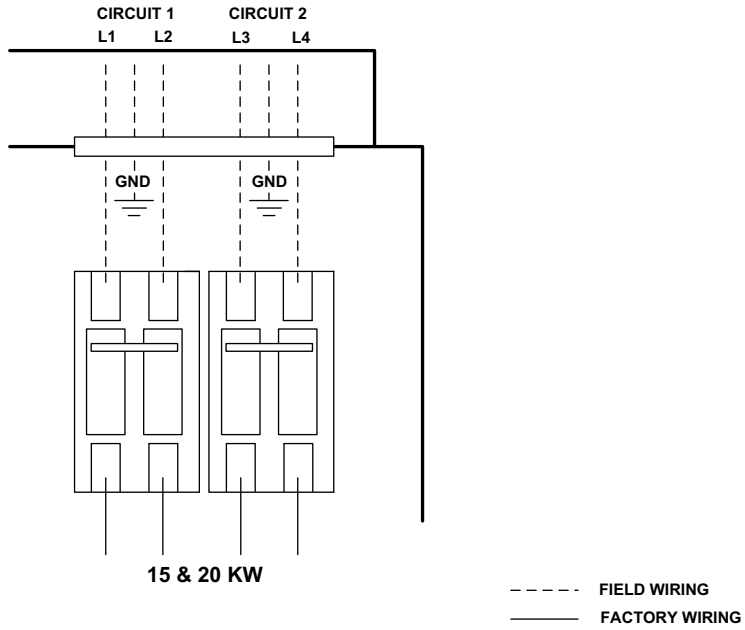 CIRCUIT 1 CIRCUIT 2
L1 L2 L3 L4
GND GND
15 & 20 KW
FIELD WIRING
FACTORY WIRING